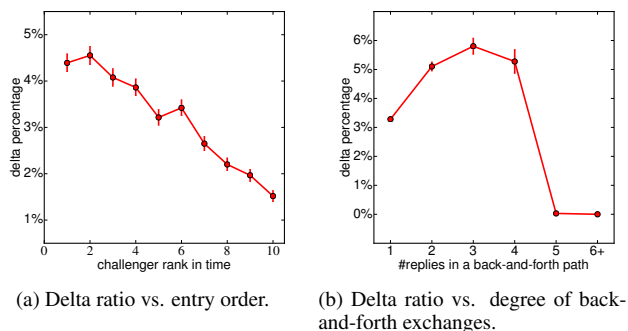 5%
4%
3%
2%
1%
delta percentage
0 2 4 6 8 10
challenger rank in time
(a) Delta ratio vs. entry order.
6%
5%
4%
3%
2%
1%
0%
delta percentage
1 2 3 4 5 6+
#replies in a back-and-forth path
(b) Delta ratio vs. degree of back-
and-forth exchanges.